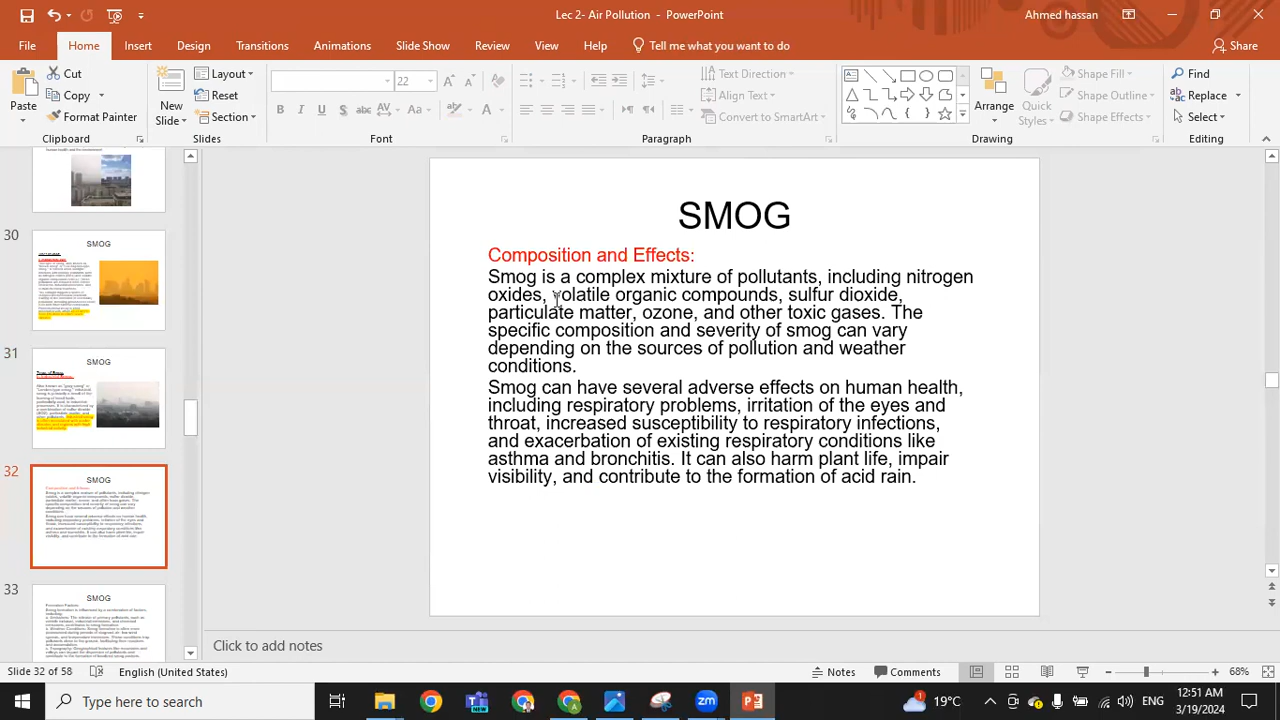 Lec 2- Air Pollution - PowerPoint
Ahmed hassan
File Home Insert Design Transitions Animations Slide Show Review View Help Tell me what you want to do Share
Paste
Cut
Copy
Format Painter
Clipboard
New Slide
Layout
Reset
Section
Slides
22
Font
Text Direction
Align Text
Convert to SmartArt
Paragraph
Arrange
Quick Styles
Shape Fill
Shape Outline
Shape Effects
Drawing
Find
Replace
Select
Editing
30
SMOG
31
SMOG
32
SMOG
33
SMOG
SMOG
Composition and Effects:
Smog is a complex mixture of pollutants, including nitrogen
oxides, volatile organic compounds, sulfur dioxide,
particulate matter, ozone, and other toxic gases. The
specific composition and severity of smog can vary
depending on the sources of pollution and weather
conditions.
Smog can have several adverse effects on human health,
including respiratory problems, irritation of the eyes and
throat, increased susceptibility to respiratory infections,
and exacerbation of existing respiratory conditions like
asthma and bronchitis. It can also harm plant life, impair
visibility, and contribute to the formation of acid rain.
Click to add notes
Slide 32 of 58
English (United States)
Notes
Comments
68%
Type here to search
NEW
zm
1
19°C
ENG
12:51 AM
3/19/2024